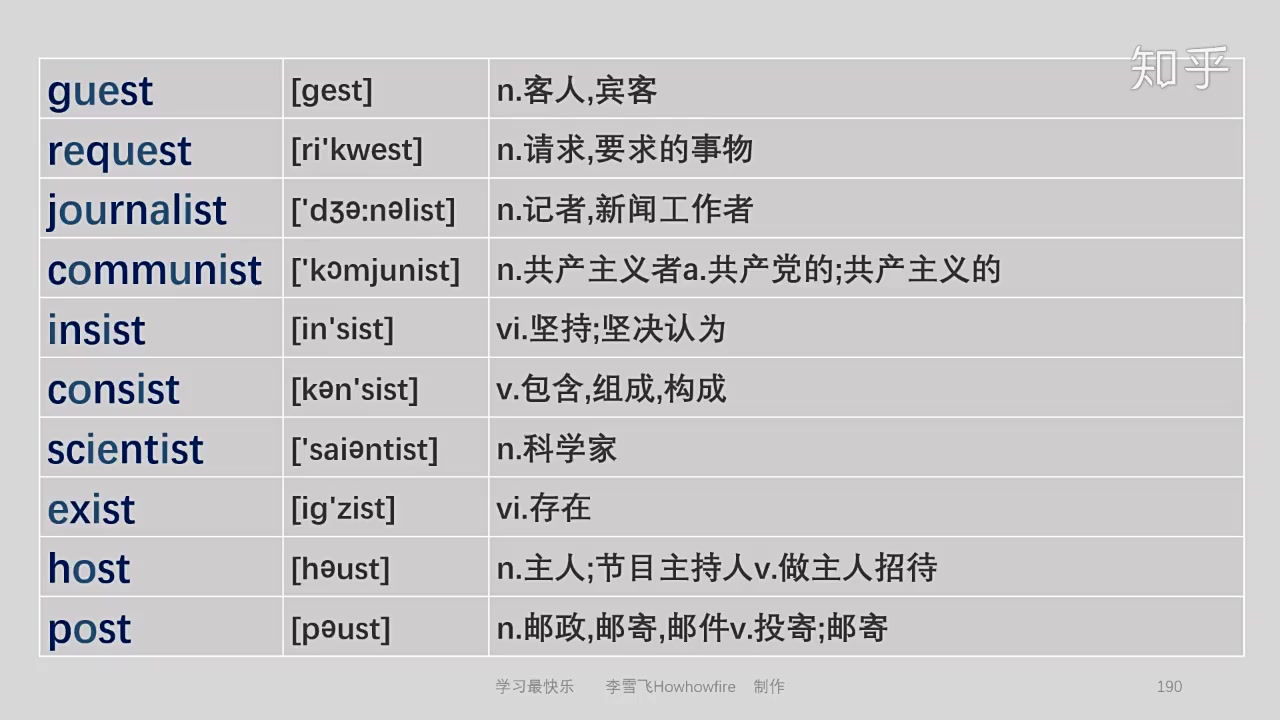 知乎
guest [gest] n.客人,宾客
request [ri'kwest] n.请求,要求的事物
journalist ['dʒə:nəlist] n.记者,新闻工作者
communist ['kɔmjunist] n.共产主义者a.共产党的;共产主义的
insist [in'sist] vi.坚持;坚决认为
consist [kən'sist] v.包含,组成,构成
scientist ['saiəntist] n.科学家
exist [ig'zist] vi.存在
host [həust] n.主人;节目主持人v.做主人招待
post [pəust] n.邮政,邮寄,邮件v.投寄;邮寄
学习最快乐 李雪飞Howhowfire 制作 190